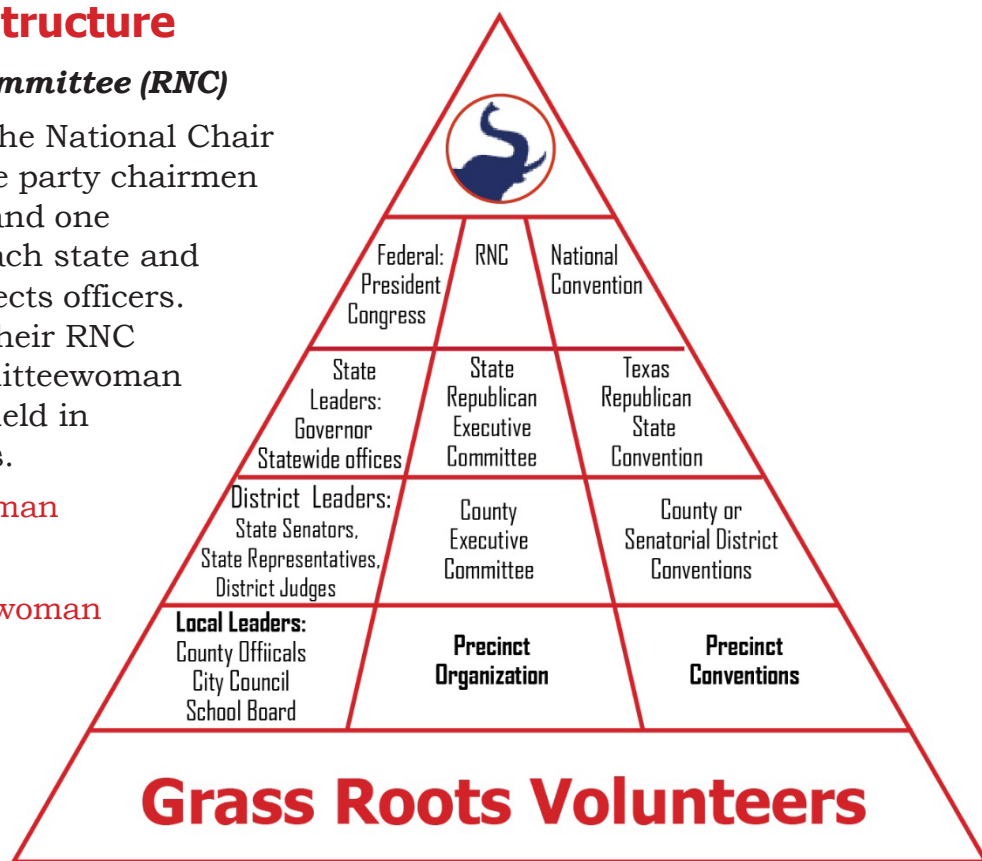 tructure
mmittee (RNC)
he National Chair
e party chairmen
and one
ach state and
ects officers.
heir RNC
itteewoman
eld in
s.
man
woman
Federal:
President
Congress
RNC
National
Convention
State
Leaders:
Governor
Statewide offices
State
Republican
Executive
Committee
Texas
Republican
State
Convention
District Leaders:
State Senators,
State Representatives,
District Judges
County
Executive
Committee
County or
Senatorial District
Conventions
Local Leaders:
County Offiicals
City Council
School Board
Precinct
Organization
Precinct
Conventions
Grass Roots Volunteers